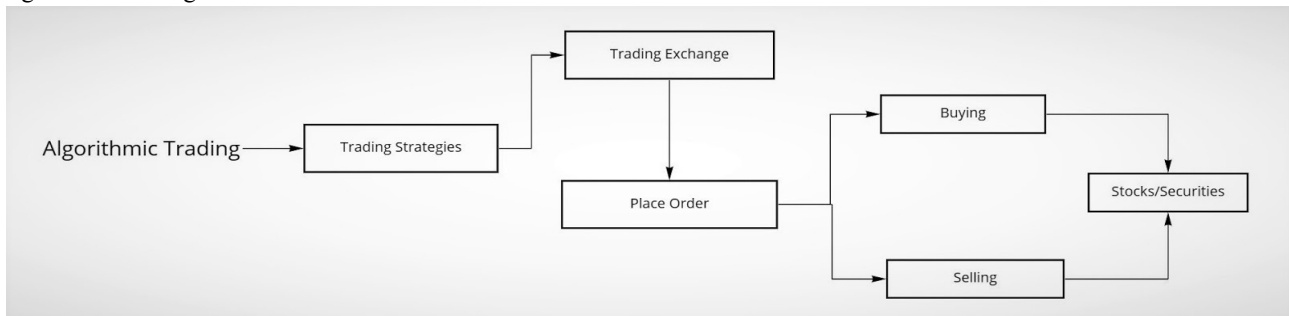 Trading Exchange
Algorithmic Trading
Trading Strategies
Place Order
Buying
Selling
Stocks/Securities